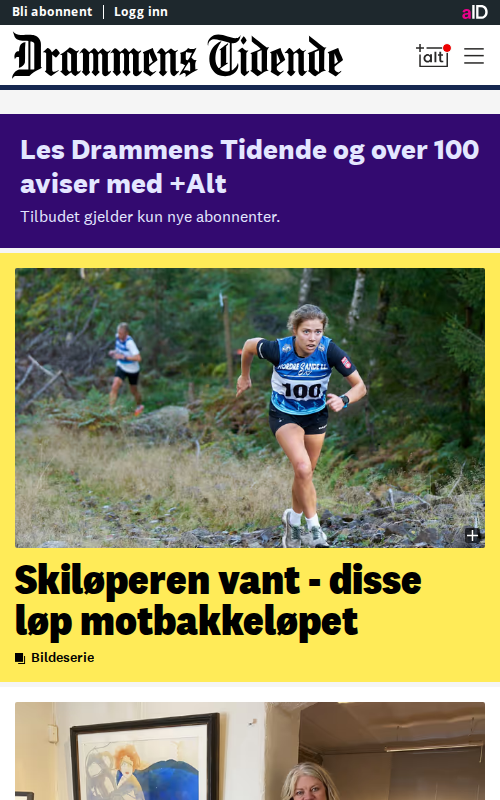 Bli abonnent | Logg inn
aID
Drammens Tidende
+alt
Les Drammens Tidende og over 100
aviser med +Alt
Tilbudet gjelder kun nye abonnenter.
100
Skiløperen vant - disse
løp motbakkeløpet
Bildeserie